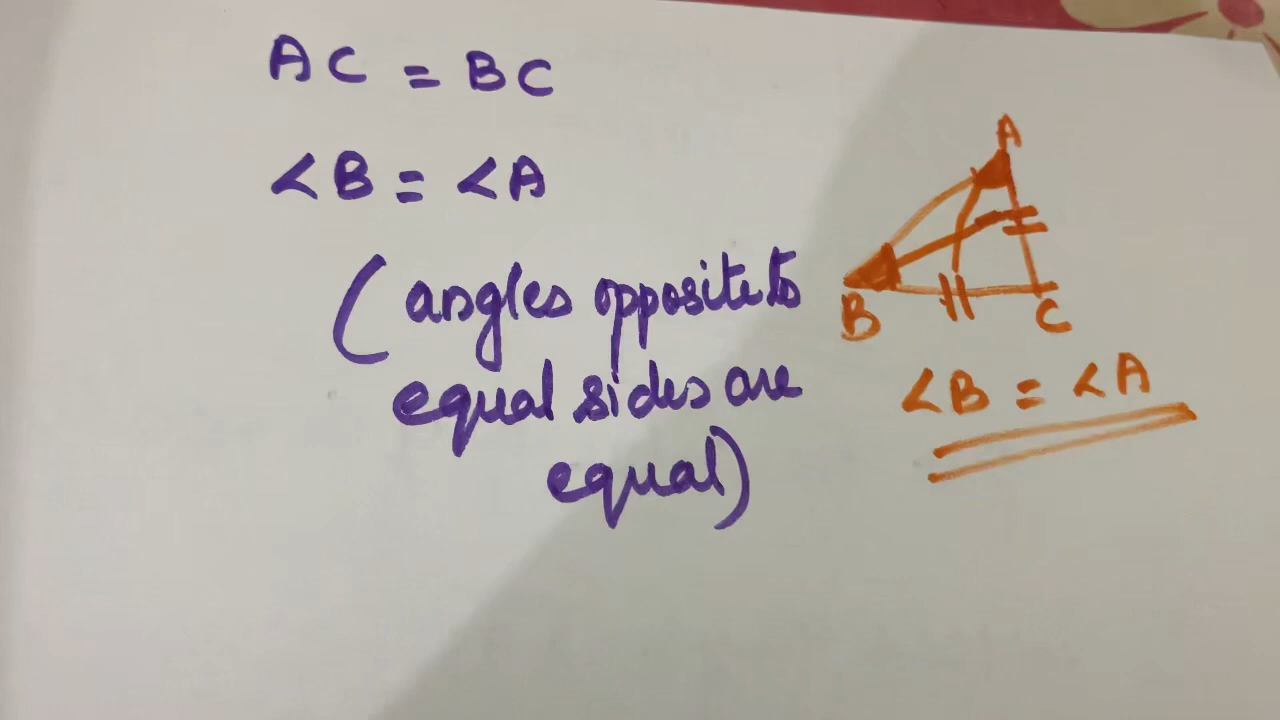 AC = BC
∠B = ∠A
(angles opposite to
equal sides are
equal)
A
B
C
∠B = ∠A